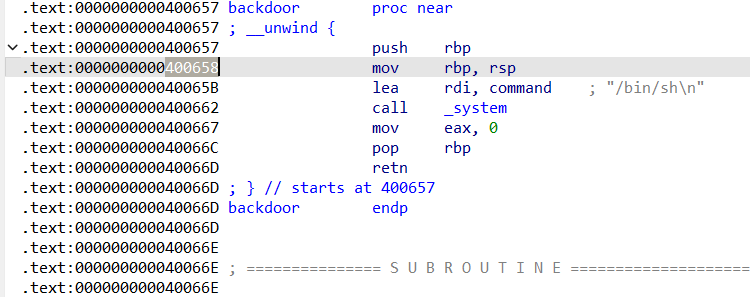 .text:0000000000400657 backdoor proc near
.text:0000000000400657 ; __unwind {
.text:0000000000400657 push rbp
.text:0000000000400658 mov rbp, rsp
.text:000000000040065B lea rdi, command ; "/bin/sh\n"
.text:0000000000400662 call _system
.text:0000000000400667 mov eax, 0
.text:000000000040066C pop rbp
.text:000000000040066D retn
.text:000000000040066D ; } // starts at 400657
.text:000000000040066D backdoor endp
.text:000000000040066D
.text:000000000040066E
.text:000000000040066E ; =============== S U B R O U T I N E =====================
.text:000000000040066E